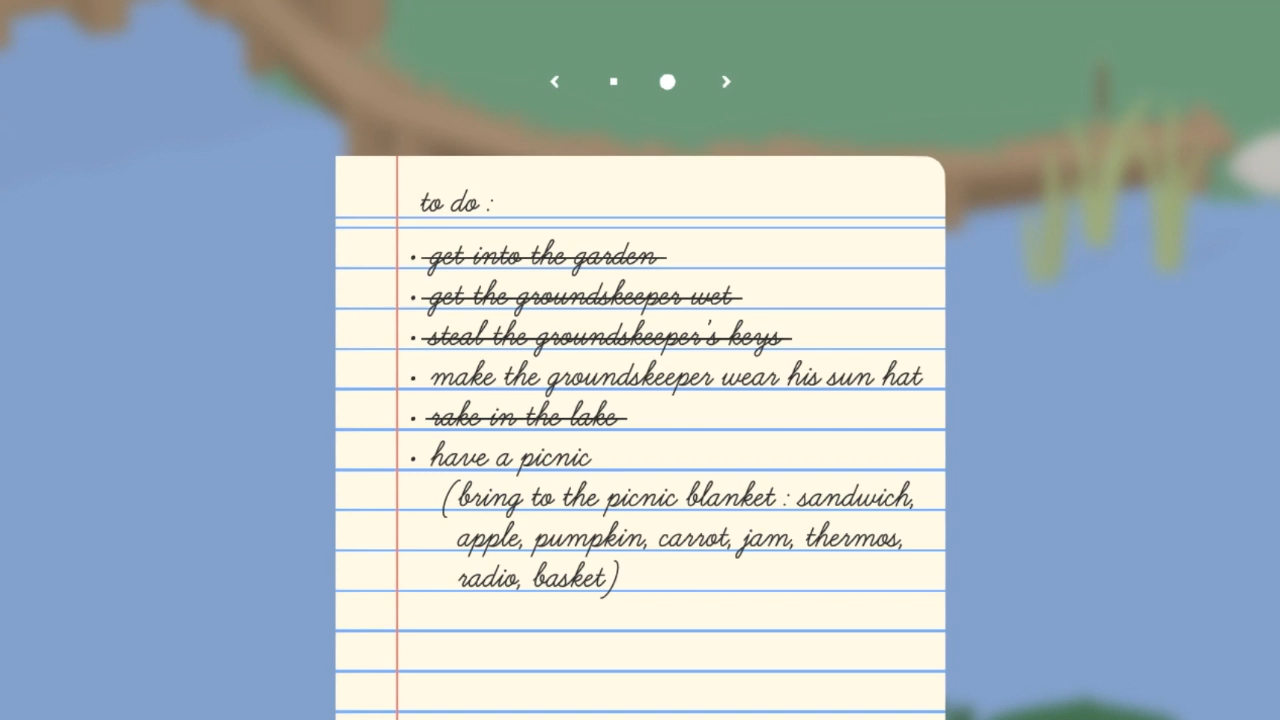 to do :
• get into the garden
• get the groundskeeper wet
• steal the groundskeeper's keys
• make the groundskeeper wear his sun hat
• rake in the lake
• have a picnic
(bring to the picnic blanket : sandwich,
apple, pumpkin, carrot, jam, thermos,
radio, basket)